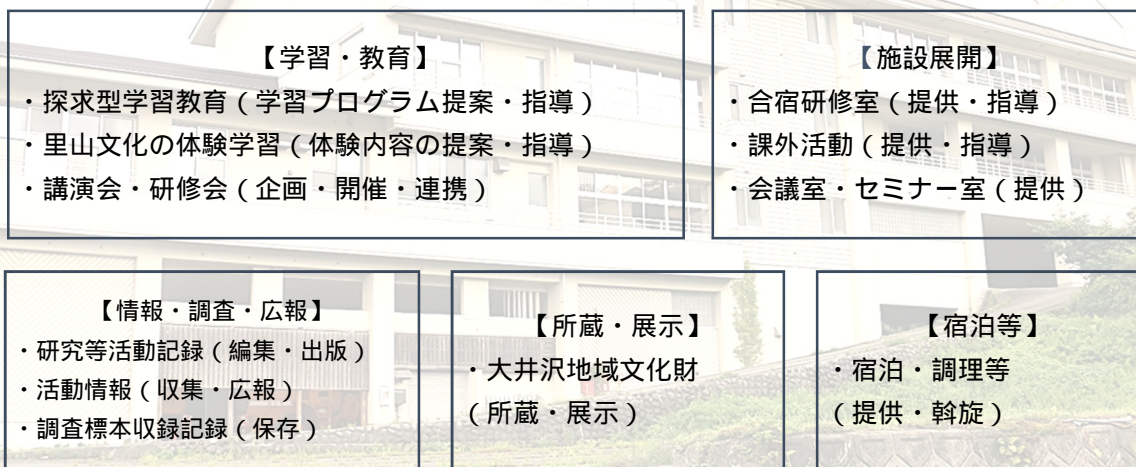 【学習・教育】
・探求型学習教育（学習プログラム提案・指導）
・里山文化の体験学習（体験内容の提案・指導）
・講演会・研修会（企画・開催・連携）
【施設展開】
・合宿研修室（提供・指導）
・課外活動（提供・指導）
・会議室・セミナー室（提供）
【情報・調査・広報】
・研究等活動記録（編集・出版）
・活動情報（収集・広報）
・調査標本収録記録（保存）
【所蔵・展示】
・大井沢地域文化財
（所蔵・展示）
【宿泊等】
・宿泊・調理等
（提供・斡旋）